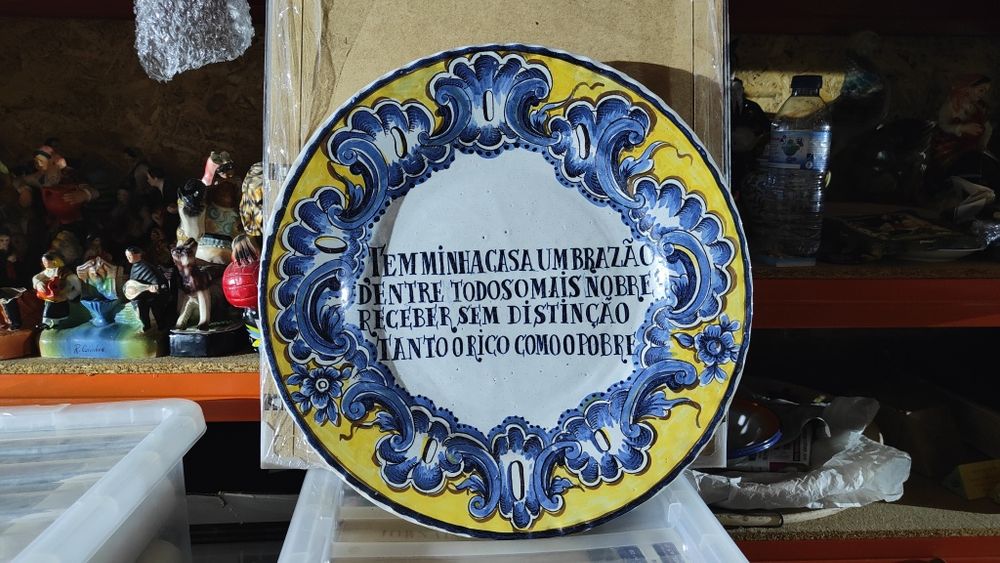 TEM MINHA CASA UM BRAZÃO
DENTRE TODOS O MAIS NOBRE
RECEBER SEM DISTINÇÃO
TANTO O RICO COMO O POBRE